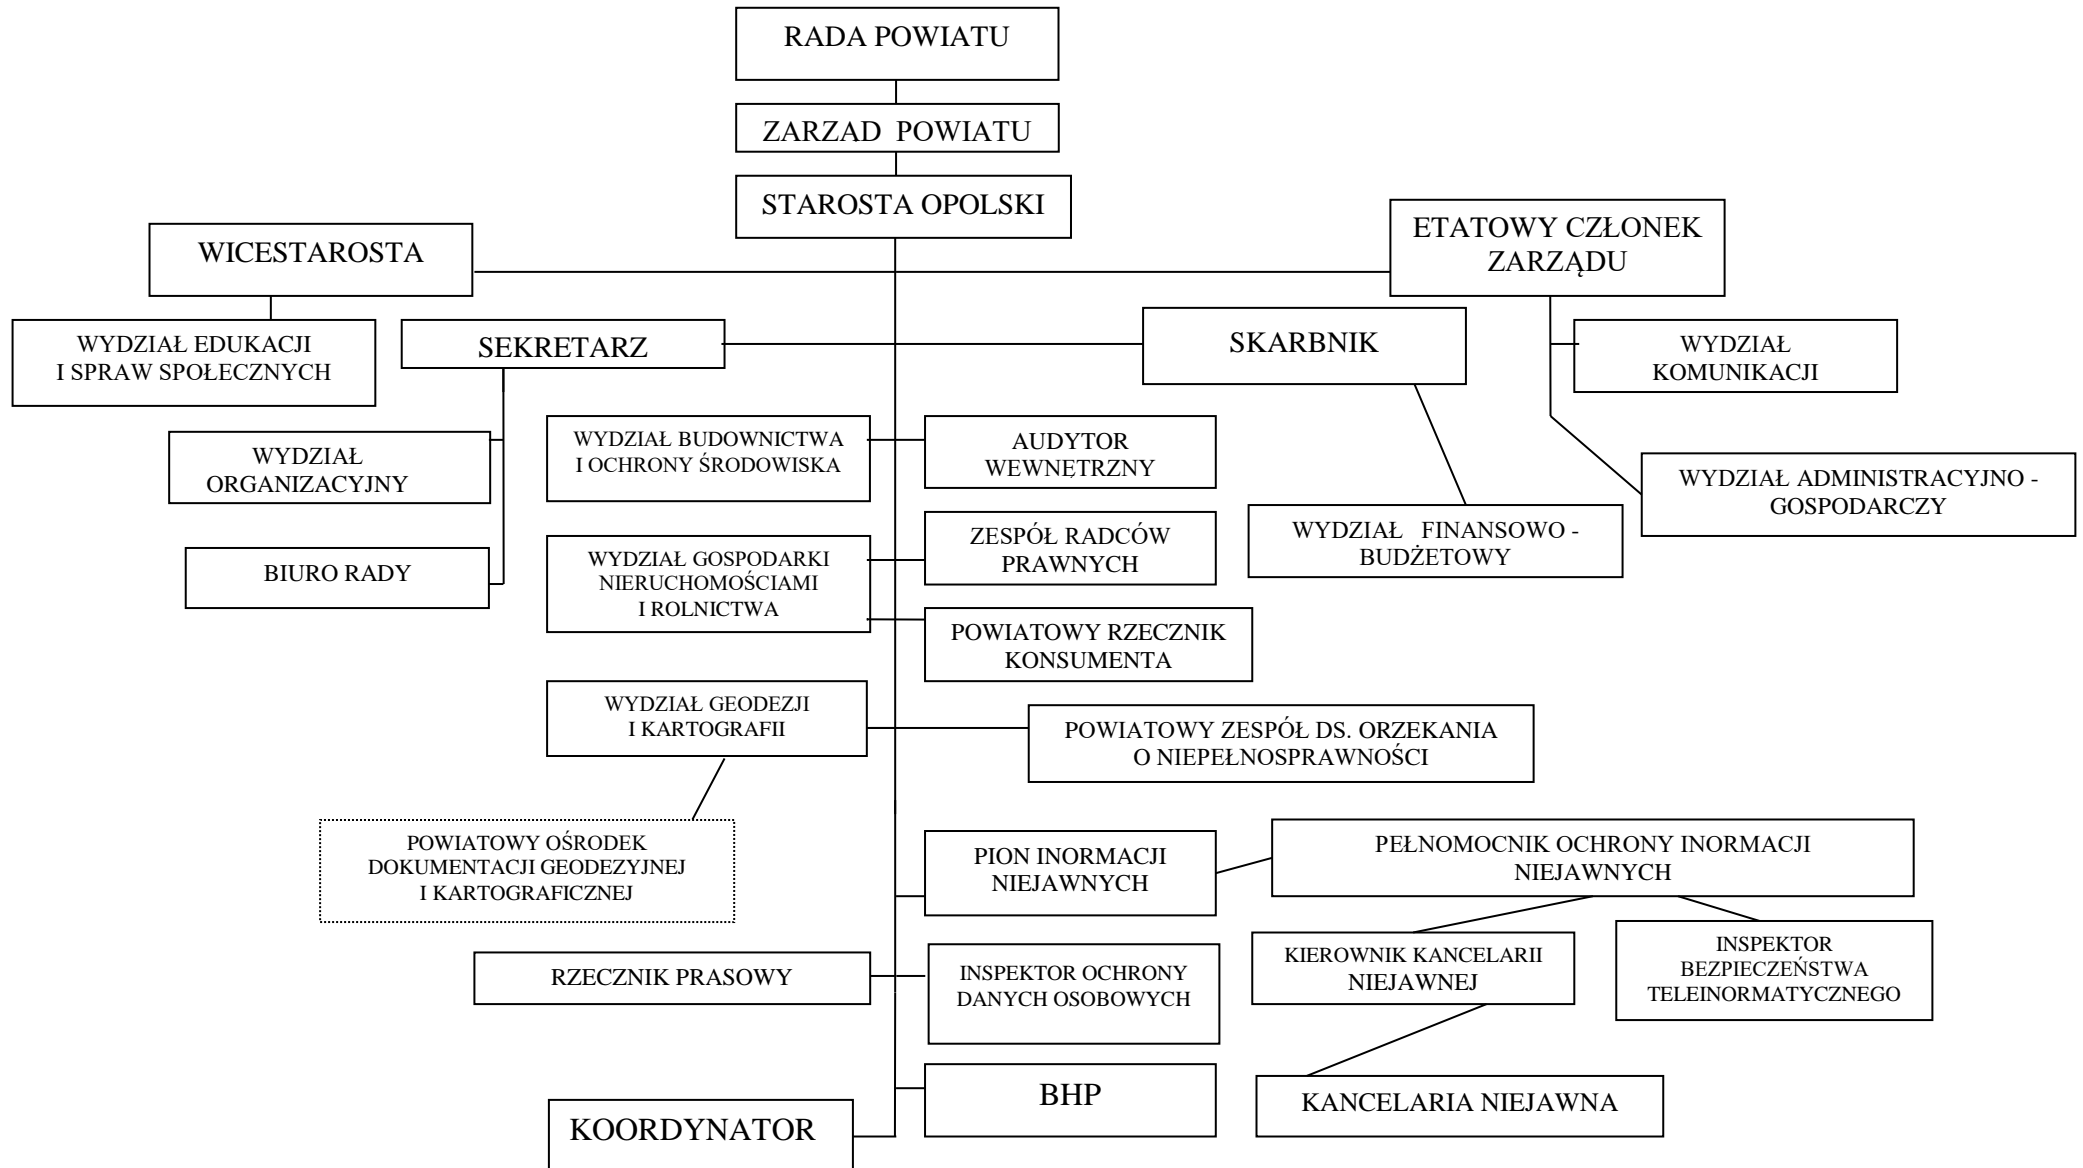 RADA POWIATU
ZARZĄD POWIATU
STAROSTA OPOLSKI
WICESTAROSTA
ETATOWY CZŁONEK
ZARZĄDU
WYDZIAŁ EDUKACJI
I SPRAW SPOŁECZNYCH
SEKRETARZ
SKARBNIK
WYDZIAŁ
KOMUNIKACJI
WYDZIAŁ
ORGANIZACYJNY
WYDZIAŁ BUDOWNICTWA
I OCHRONY ŚRODOWISKA
AUDYTOR
WEWNĘTRZNY
WYDZIAŁ ADMINISTRACYJNO -
GOSPODARCZY
WYDZIAŁ FINANSOWO -
BUDŻETOWY
BIURO RADY
WYDZIAŁ GOSPODARKI
NIERUCHOMOŚCIAMI
I ROLNICTWA
ZESPÓŁ RADCÓW
PRAWNYCH
POWIATOWY RZECZNIK
KONSUMENTA
WYDZIAŁ GEODEZJI
I KARTOGRAFII
POWIATOWY ZESPÓŁ DS. ORZEKANIA
O NIEPEŁNOSPRAWNOŚCI
POWIATOWY OŚRODEK
DOKUMENTACJI GEODEZYJNEJ
I KARTOGRAFICZNEJ
PION INORMACJI
NIEJAWNYCH
PEŁNOMOCNIK OCHRONY INORMACJI
NIEJAWNYCH
RZECZNIK PRASOWY
INSPEKTOR OCHRONY
DANYCH OSOBOWYCH
KIEROWNIK KANCELARII
NIEJAWNEJ
INSPEKTOR
BEZPIECZEŃSTWA
TELEINORMATYCZNEGO
BHP
KANCELARIA NIEJAWNA
KOORDYNATOR